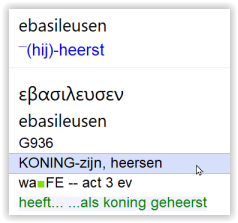 ebasileusen
¯(hij)-heerst
εβασιλευσεν
ebasileusen
G936
KONING-zijn, heersen
wa■FE -- act 3 ev
heeft... ...als koning geheerst